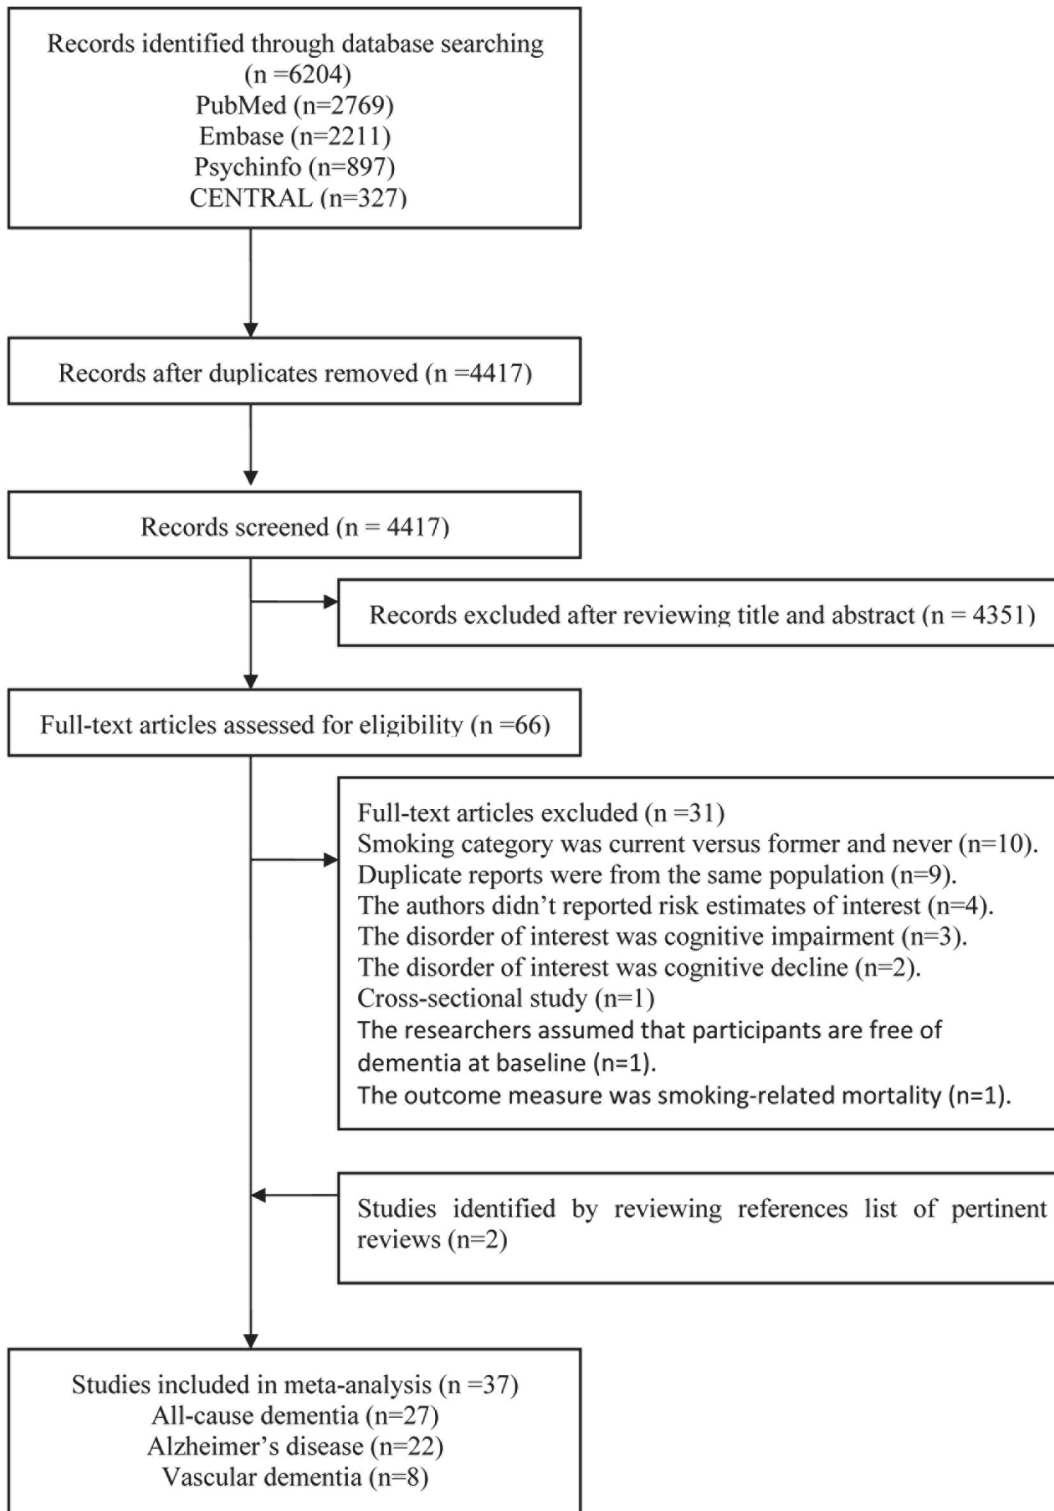 Records identified through database searching
(n =6204)
PubMed (n=2769)
Embase (n=2211)
Psychinfo (n=897)
CENTRAL (n=327)
Records after duplicates removed (n =4417)
Records screened (n = 4417)
Records excluded after reviewing title and abstract (n = 4351)
Full-text articles assessed for eligibility (n =66)
Full-text articles excluded (n =31)
Smoking category was current versus former and never (n=10).
Duplicate reports were from the same population (n=9).
The authors didn’t reported risk estimates of interest (n=4).
The disorder of interest was cognitive impairment (n=3).
The disorder of interest was cognitive decline (n=2).
Cross-sectional study (n=1)
The researchers assumed that participants are free of
dementia at baseline (n=1).
The outcome measure was smoking-related mortality (n=1).
Studies identified by reviewing references list of pertinent
reviews (n=2)
Studies included in meta-analysis (n =37)
All-cause dementia (n=27)
Alzheimer’s disease (n=22)
Vascular dementia (n=8)